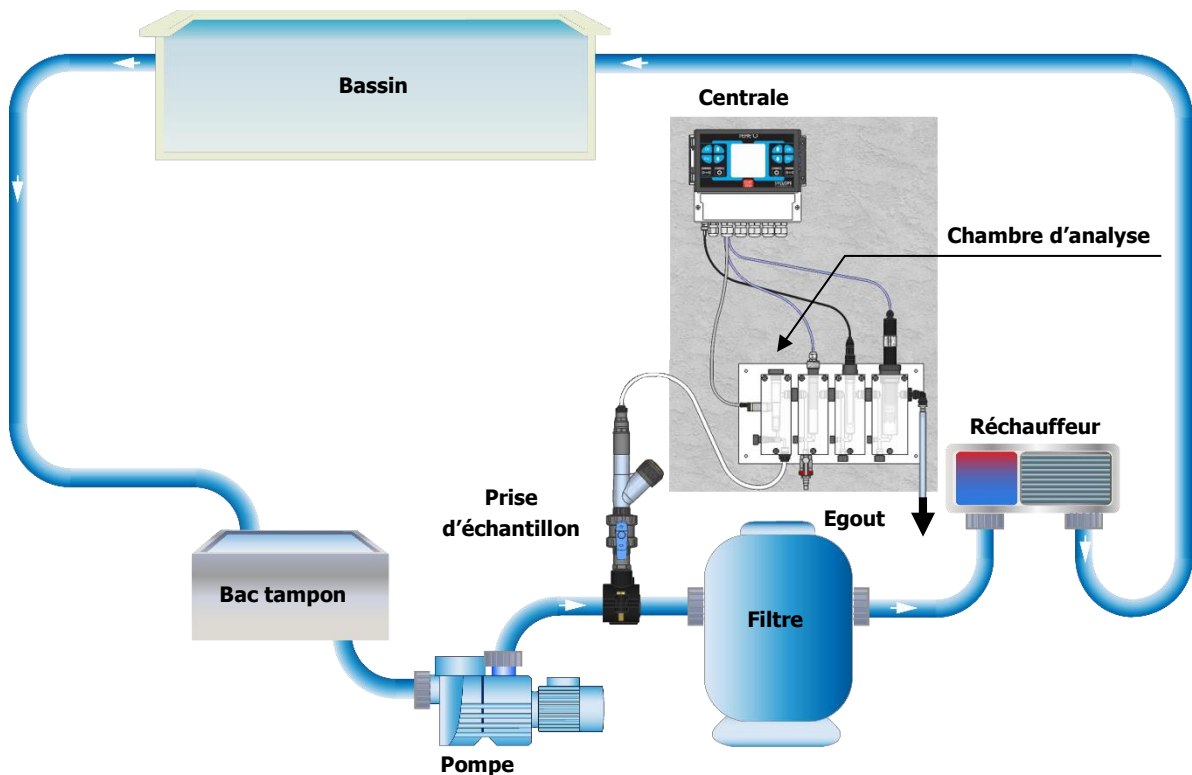 Bassin
Centrale
Chambre d’analyse
Réchauffeur
Prise
d’échantillon
Egout
Bac tampon
Filtre
Pompe